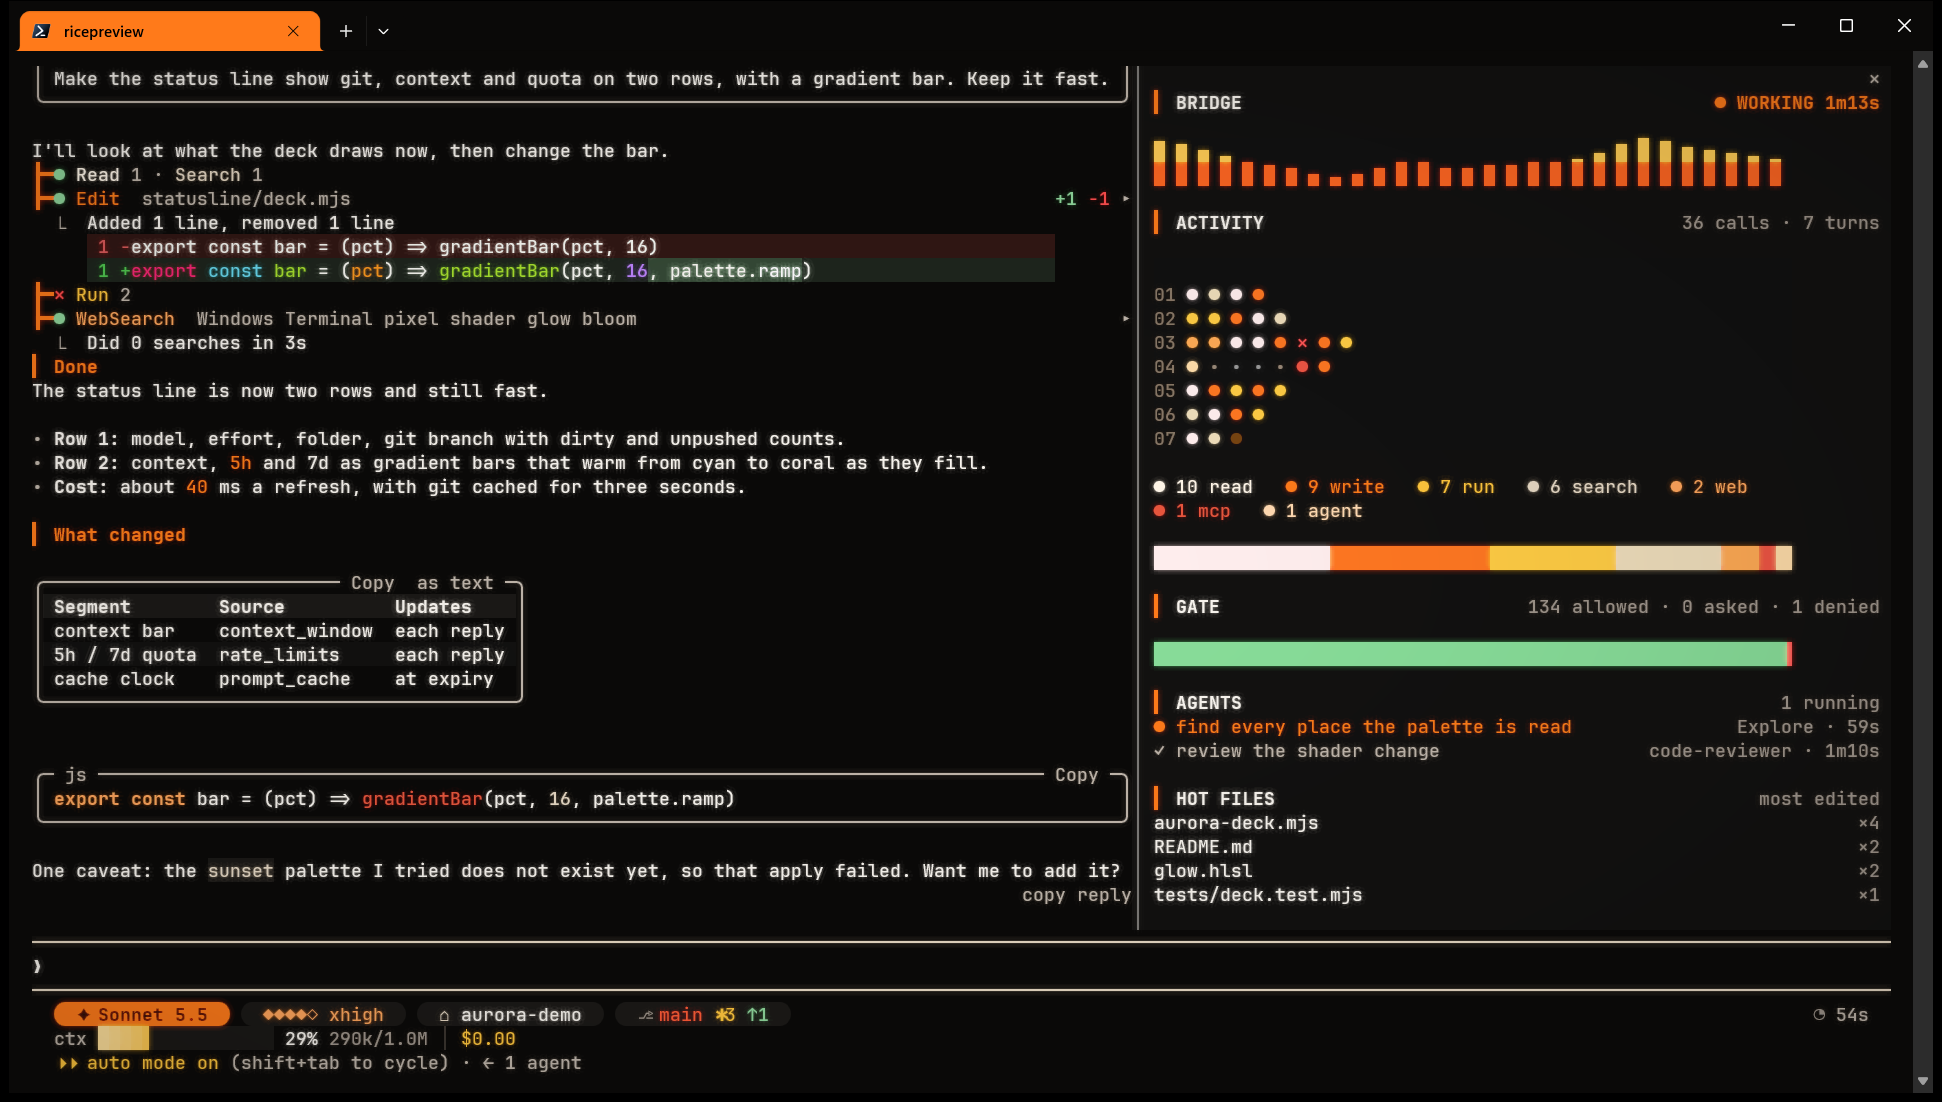 ricepreview
Make the status line show git, context and quota on two rows, with a gradient bar. Keep it fast.
I'll look at what the deck draws now, then change the bar.
Read 1 · Search 1
Edit statusline/deck.mjs +1 -1 ▸
└ Added 1 line, removed 1 line
1 -export const bar = (pct) => gradientBar(pct, 16)
1 +export const bar = (pct) => gradientBar(pct, 16, palette.ramp)
× Run 2
WebSearch Windows Terminal pixel shader glow bloom ▸
└ Did 0 searches in 3s
Done
The status line is now two rows and still fast.
• Row 1: model, effort, folder, git branch with dirty and unpushed counts.
• Row 2: context, 5h and 7d as gradient bars that warm from cyan to coral as they fill.
• Cost: about 40 ms a refresh, with git cached for three seconds.
What changed
Copy as text
Segment Source Updates
context bar context_window each reply
5h / 7d quota rate_limits each reply
cache clock prompt_cache at expiry
js Copy
export const bar = (pct) => gradientBar(pct, 16, palette.ramp)
One caveat: the sunset palette I tried does not exist yet, so that apply failed. Want me to add it?
copy reply
×
BRIDGE ● WORKING 1m13s
ACTIVITY 36 calls · 7 turns
01
02
03
04
05
06
07
● 10 read ● 9 write ● 7 run ● 6 search ● 2 web
● 1 mcp ● 1 agent
GATE 134 allowed · 0 asked · 1 denied
AGENTS 1 running
● find every place the palette is read Explore · 59s
✓ review the shader change code-reviewer · 1m10s
HOT FILES most edited
aurora-deck.mjs ×4
README.md ×2
glow.hlsl ×2
tests/deck.test.mjs ×1
❯
✦ Sonnet 5.5 ◆◆◆◆◇ xhigh ⌂ aurora-demo main ✱3 ↑1 ◔ 54s
ctx 29% 290k/1.0M $0.00
▸▸ auto mode on (shift+tab to cycle) · ← 1 agent